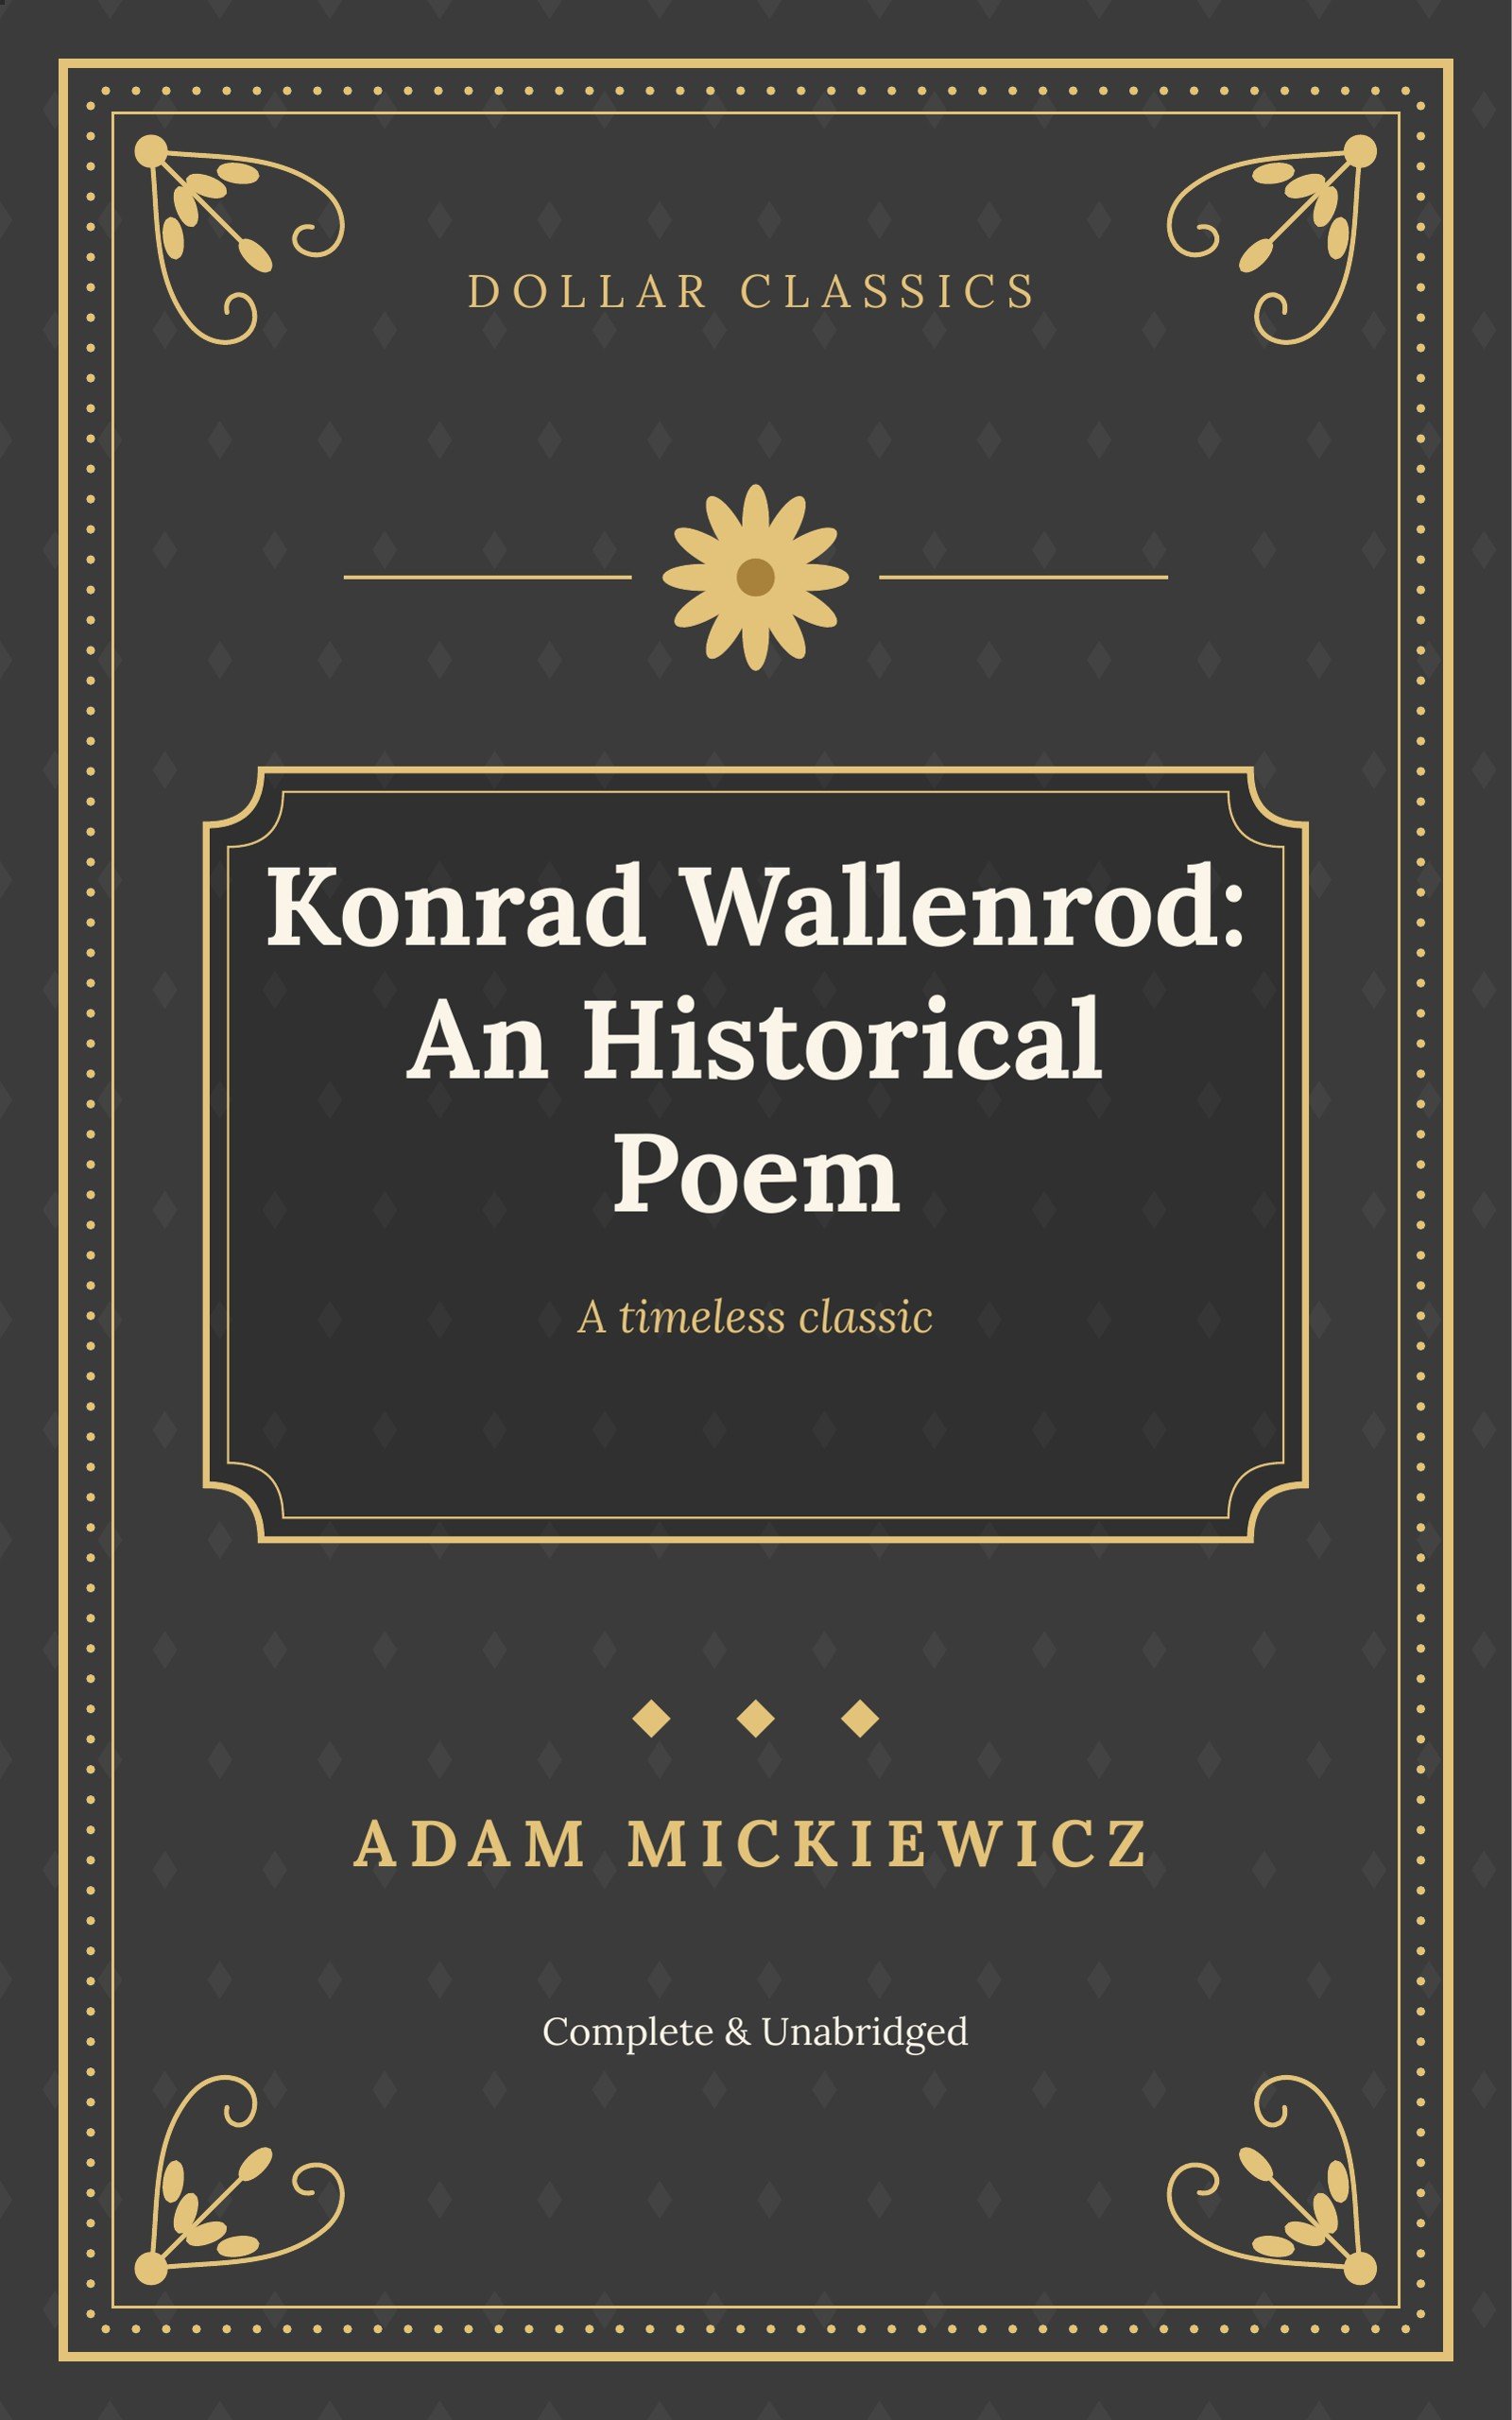 DOLLAR CLASSICS
Konrad Wallenrod:
An Historical
Poem
A timeless classic
ADAM MICKIEWICZ
Complete & Unabridged